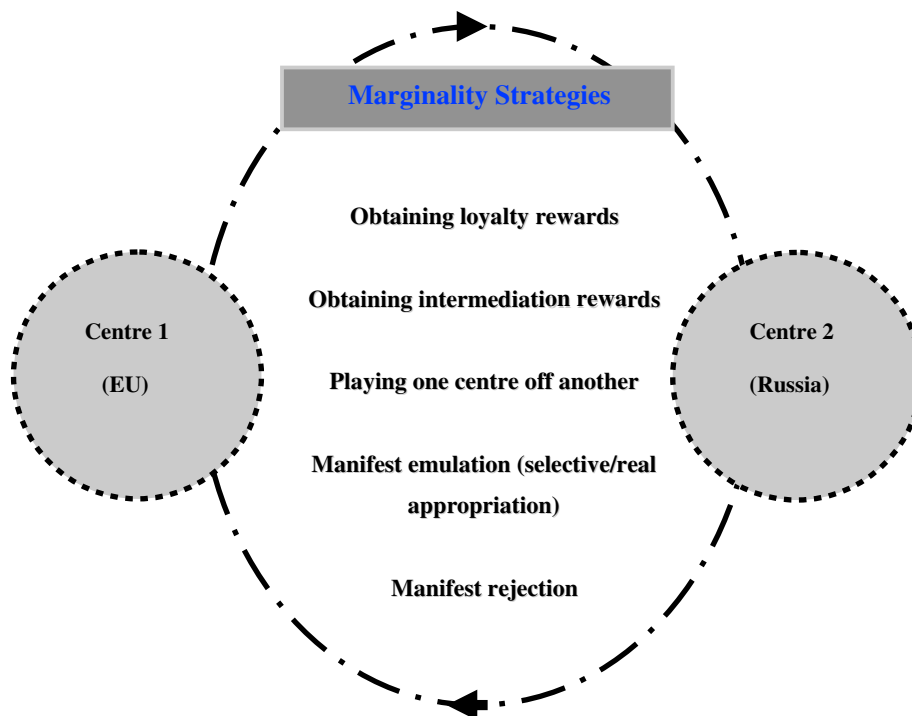 Marginality Strategies
Obtaining loyalty rewards
Obtaining intermediation rewards
Centre 1
(EU)
Playing one centre off another
Centre 2
(Russia)
Manifest emulation (selective/real
appropriation)
Manifest rejection